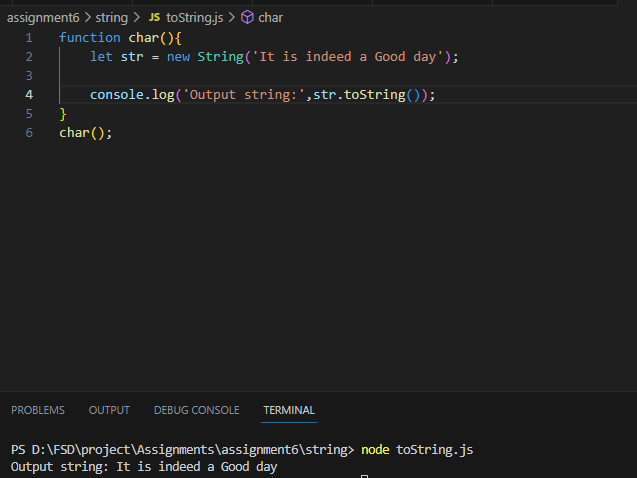 assignment6 > string > JS toString.js > char
1 function char(){
2 let str = new String('It is indeed a Good day');
3
4 console.log('Output string:',str.toString());
5 }
6 char();
PROBLEMS OUTPUT DEBUG CONSOLE TERMINAL
PS D:\FSD\project\Assignments\assignment6\string> node toString.js
Output string: It is indeed a Good day